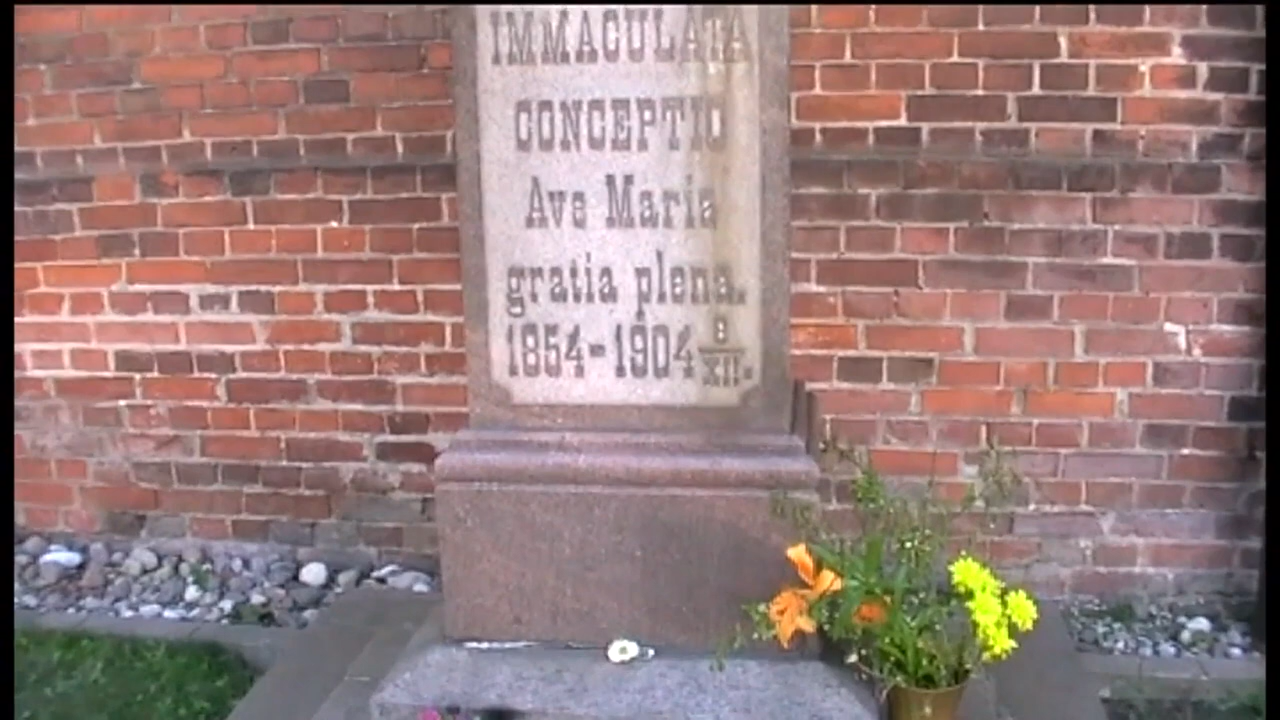 IMMACULATA
CONCEPTIO
Ave Maria
gratia plena.
1854-1904 8/XII.